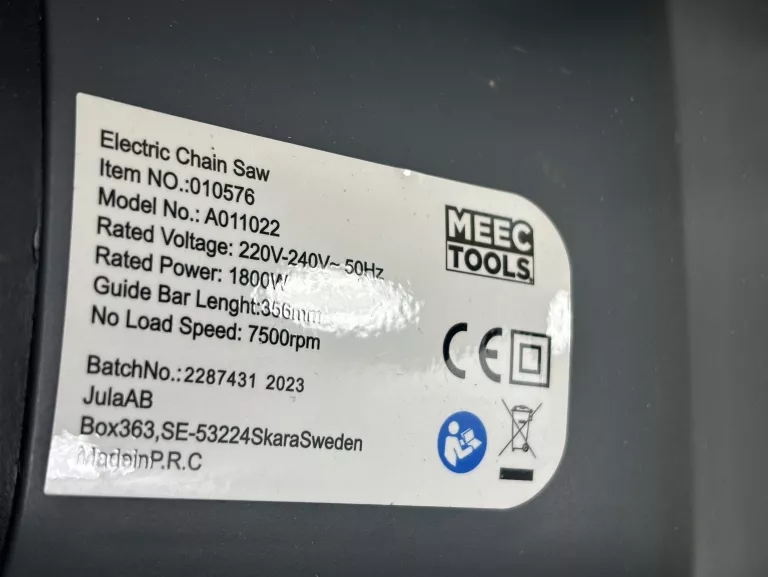 Electric Chain Saw
Item NO.:010576
Model No.: A011022
Rated Voltage: 220V-240V~ 50Hz
Rated Power: 1800W
Guide Bar Lenght:356mm
No Load Speed: 7500rpm
BatchNo.:2287431 2023
JulaAB
Box363,SE-53224SkaraSweden
MadeinP.R.C
MEEC
TOOLS
CE